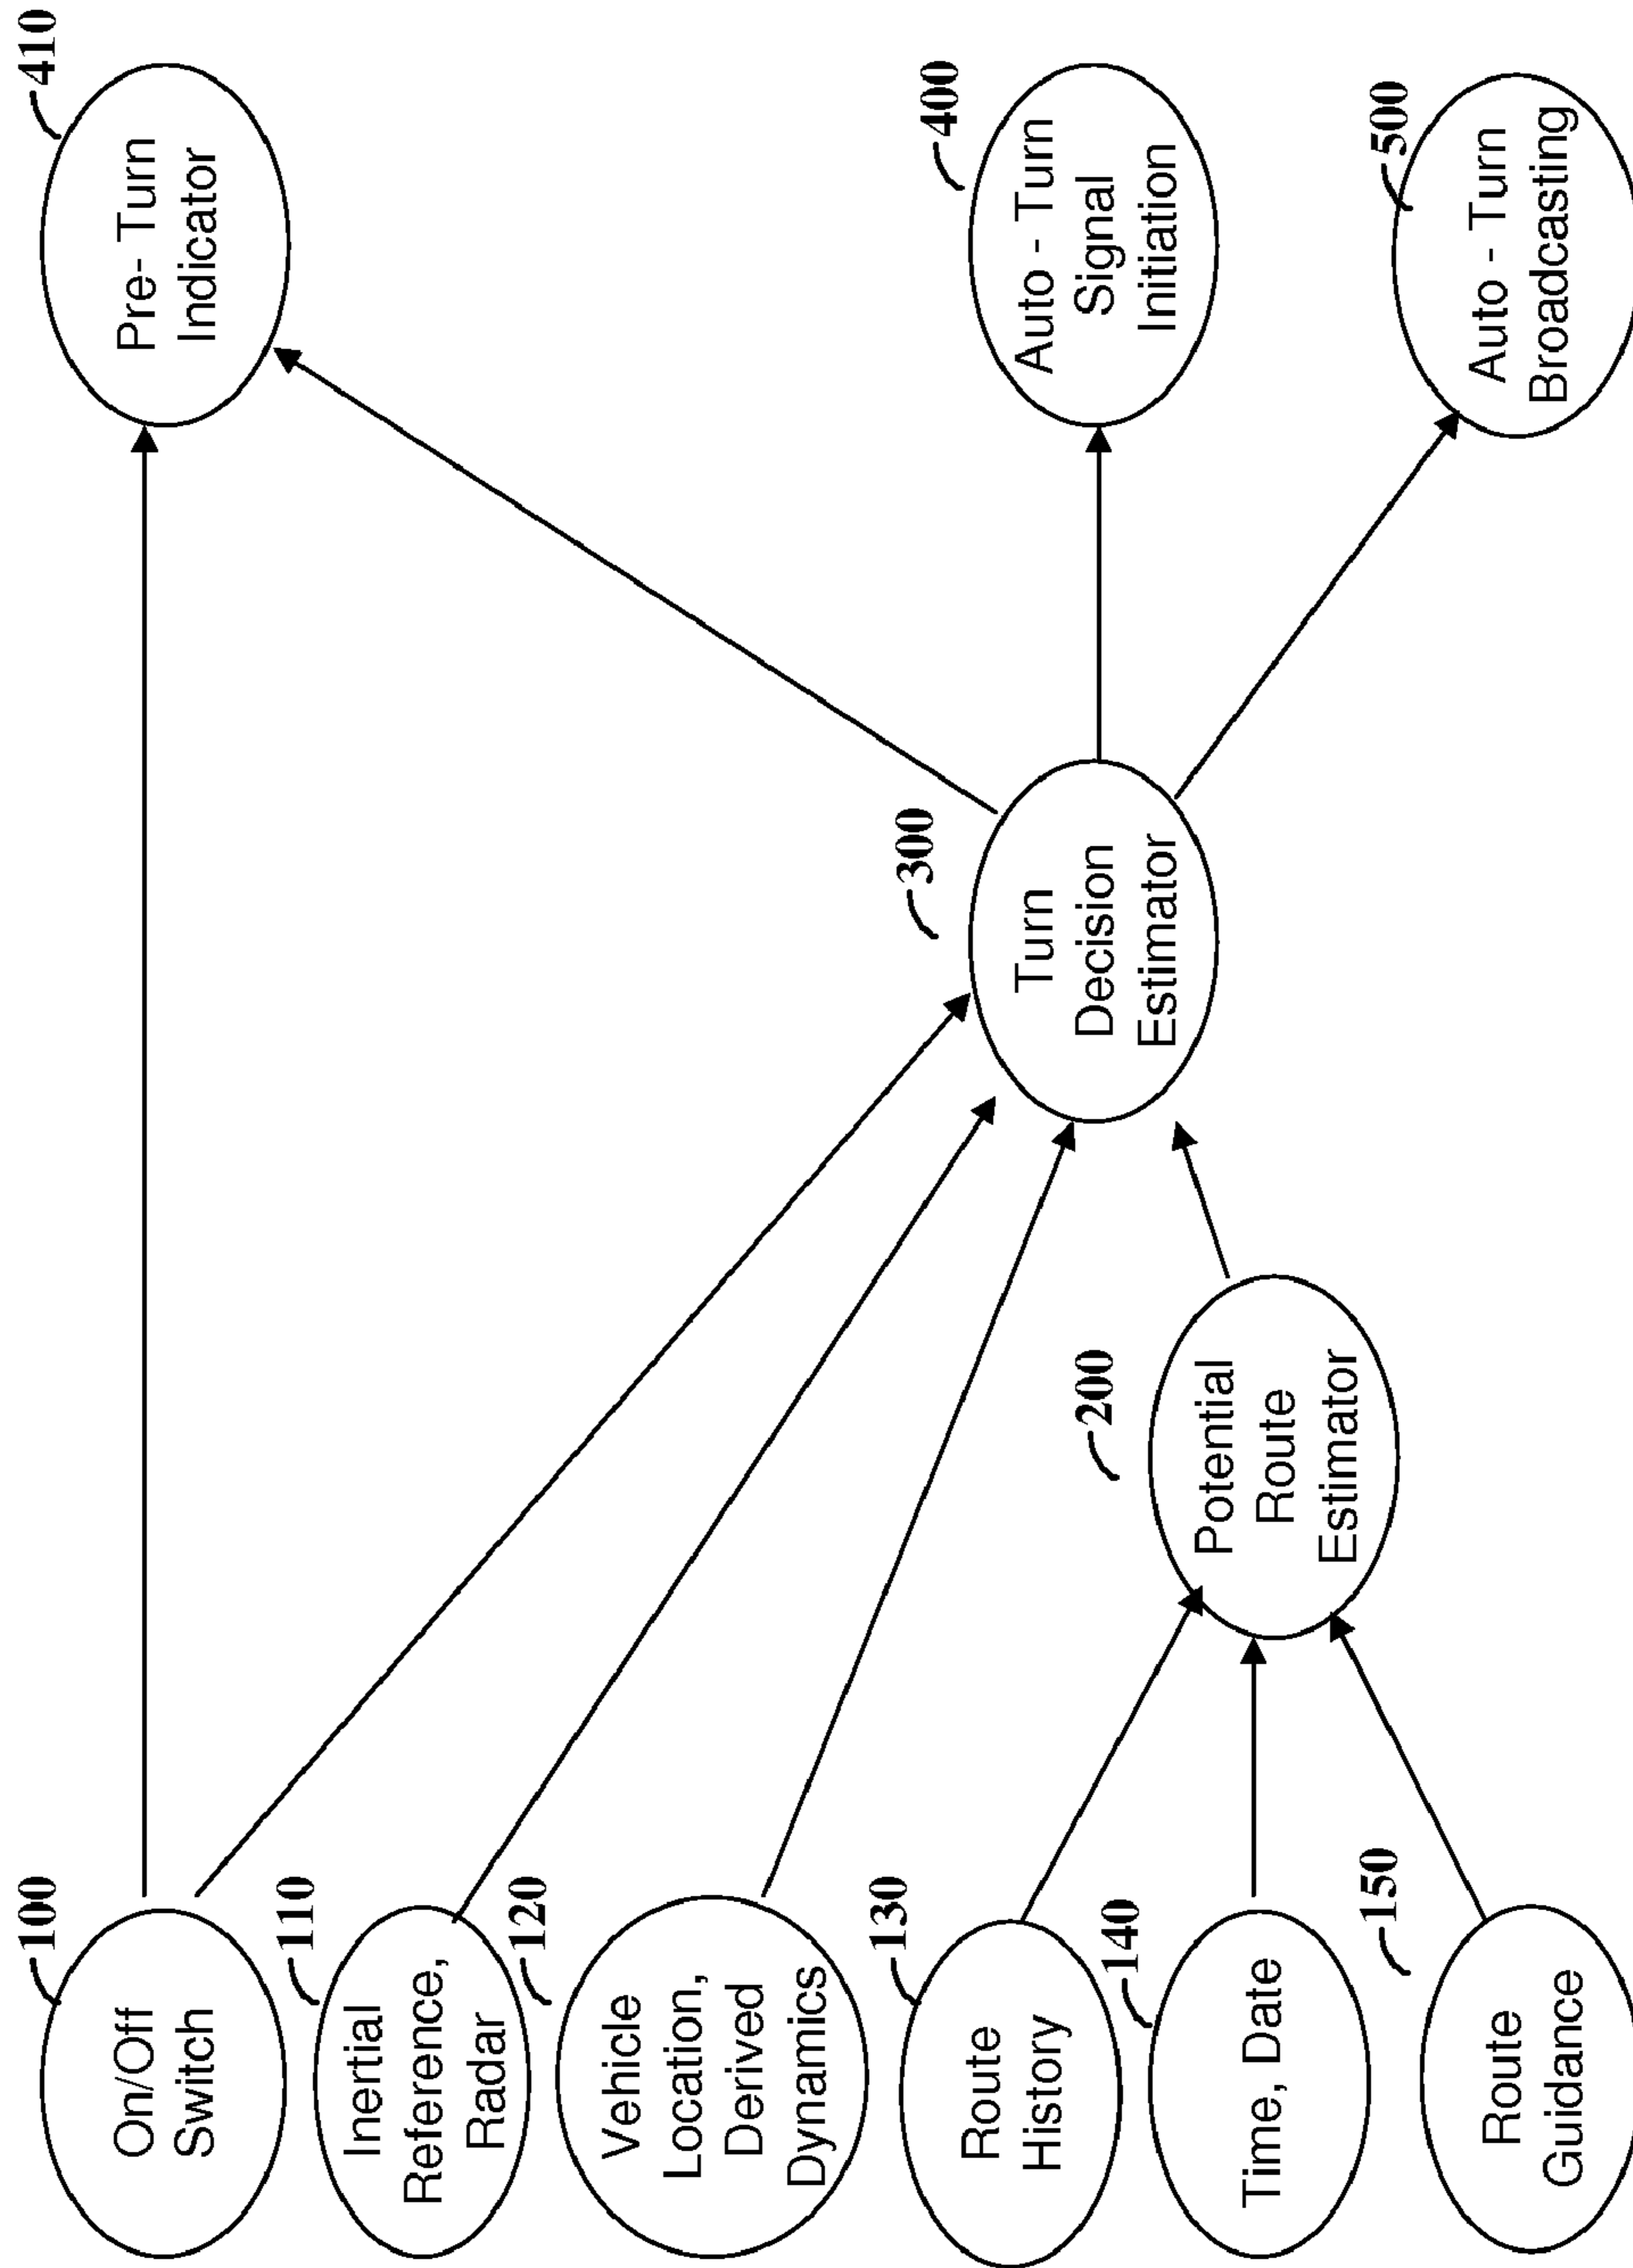 100
On/Off
Switch
110
Inertial
Reference,
Radar
120
Vehicle
Location,
Derived
Dynamics
130
Route
History
140
Time, Date
150
Route
Guidance
200
Potential
Route
Estimator
300
Turn
Decision
Estimator
410
Pre- Turn
Indicator
400
Auto - Turn
Signal
Initiation
500
Auto - Turn
Broadcasting